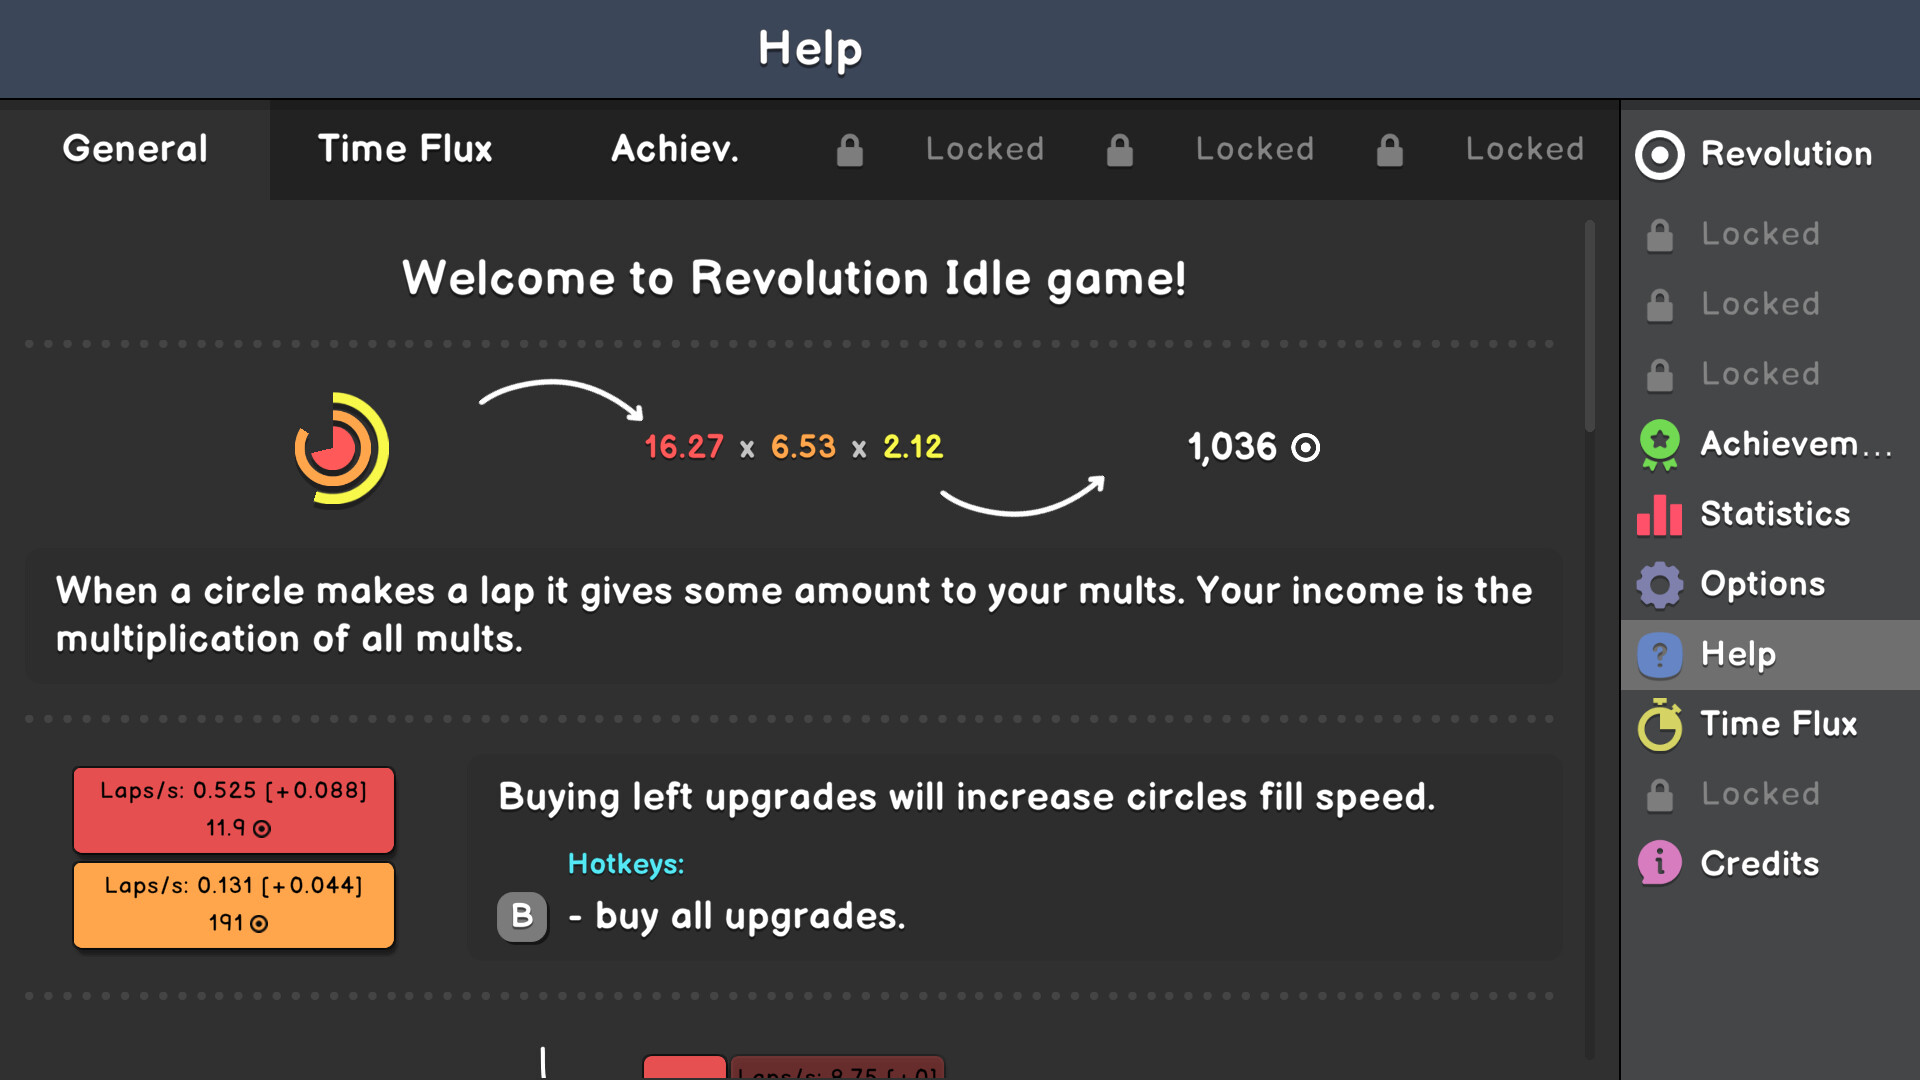 Help
General
Time Flux
Achiev.
Locked
Locked
Locked
Welcome to Revolution Idle game!
16.27 x 6.53 x 2.12
1,036
When a circle makes a lap it gives some amount to your mults. Your income is the
multiplication of all mults.
Laps/s: 0.525 [+0.088]
11.9
Laps/s: 0.131 [+0.044]
191
Buying left upgrades will increase circles fill speed.
Hotkeys:
B - buy all upgrades.
Laps/s: 8.75 [+0]
Revolution
Locked
Locked
Locked
Achievem...
Statistics
Options
? Help
Time Flux
Locked
i Credits